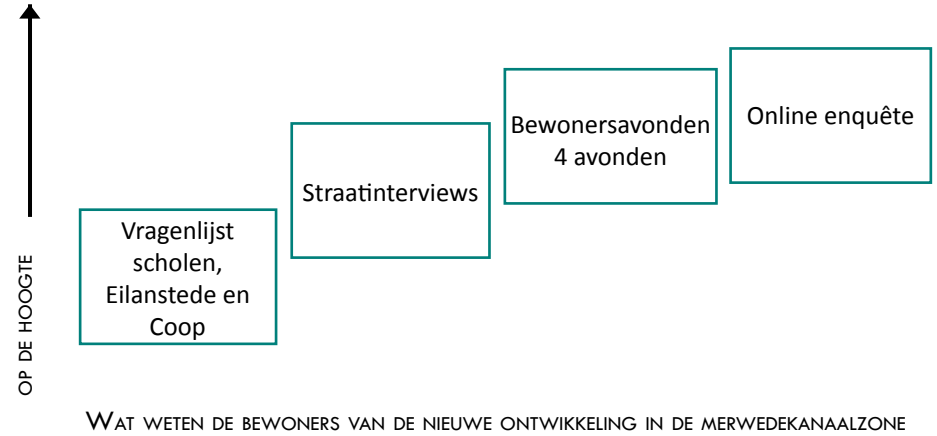 Online enquête
Bewonersavonden
4 avonden
Straatinterviews
Vragenlijst
scholen,
Eilanstede en
Coop
OP DE HOOGTE
WAT WETEN DE BEWONERS VAN DE NIEUWE ONTWIKKELING IN DE MERWEDEKANAALZONE